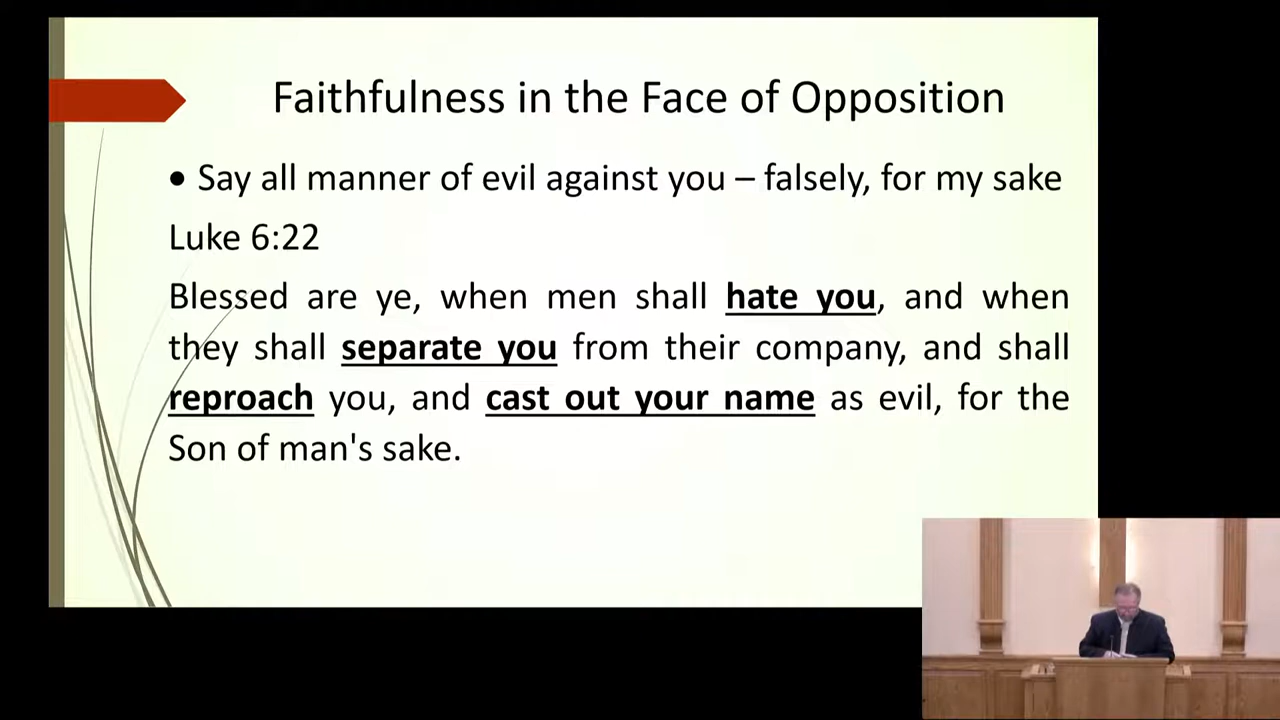 Faithfulness in the Face of Opposition
• Say all manner of evil against you – falsely, for my sake
Luke 6:22
Blessed are ye, when men shall hate you, and when
they shall separate you from their company, and shall
reproach you, and cast out your name as evil, for the
Son of man's sake.